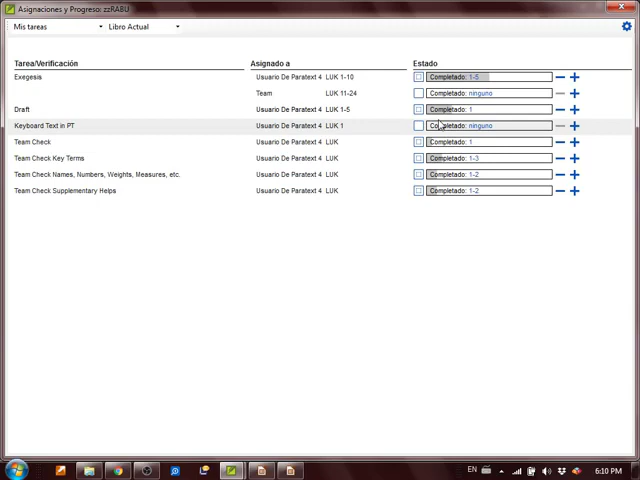 Asignaciones y Progreso: zzRABU
Mis tareas Libro Actual
Tarea/Verificación Asignado a Estado
Exegesis Usuario De Paratext 4 LUK 1-10 Completado: 1-5
Team LUK 11-24 Completado: ninguno
Draft Usuario De Paratext 4 LUK 1-5 Completado: 1
Keyboard Text in PT Usuario De Paratext 4 LUK 1 Completado: ninguno
Team Check Usuario De Paratext 4 LUK Completado: 1
Team Check Key Terms Usuario De Paratext 4 LUK Completado: 1-3
Team Check Names, Numbers, Weights, Measures, etc. Usuario De Paratext 4 LUK Completado: 1-2
Team Check Supplementary Helps Usuario De Paratext 4 LUK Completado: 1-2
EN 6:10 PM